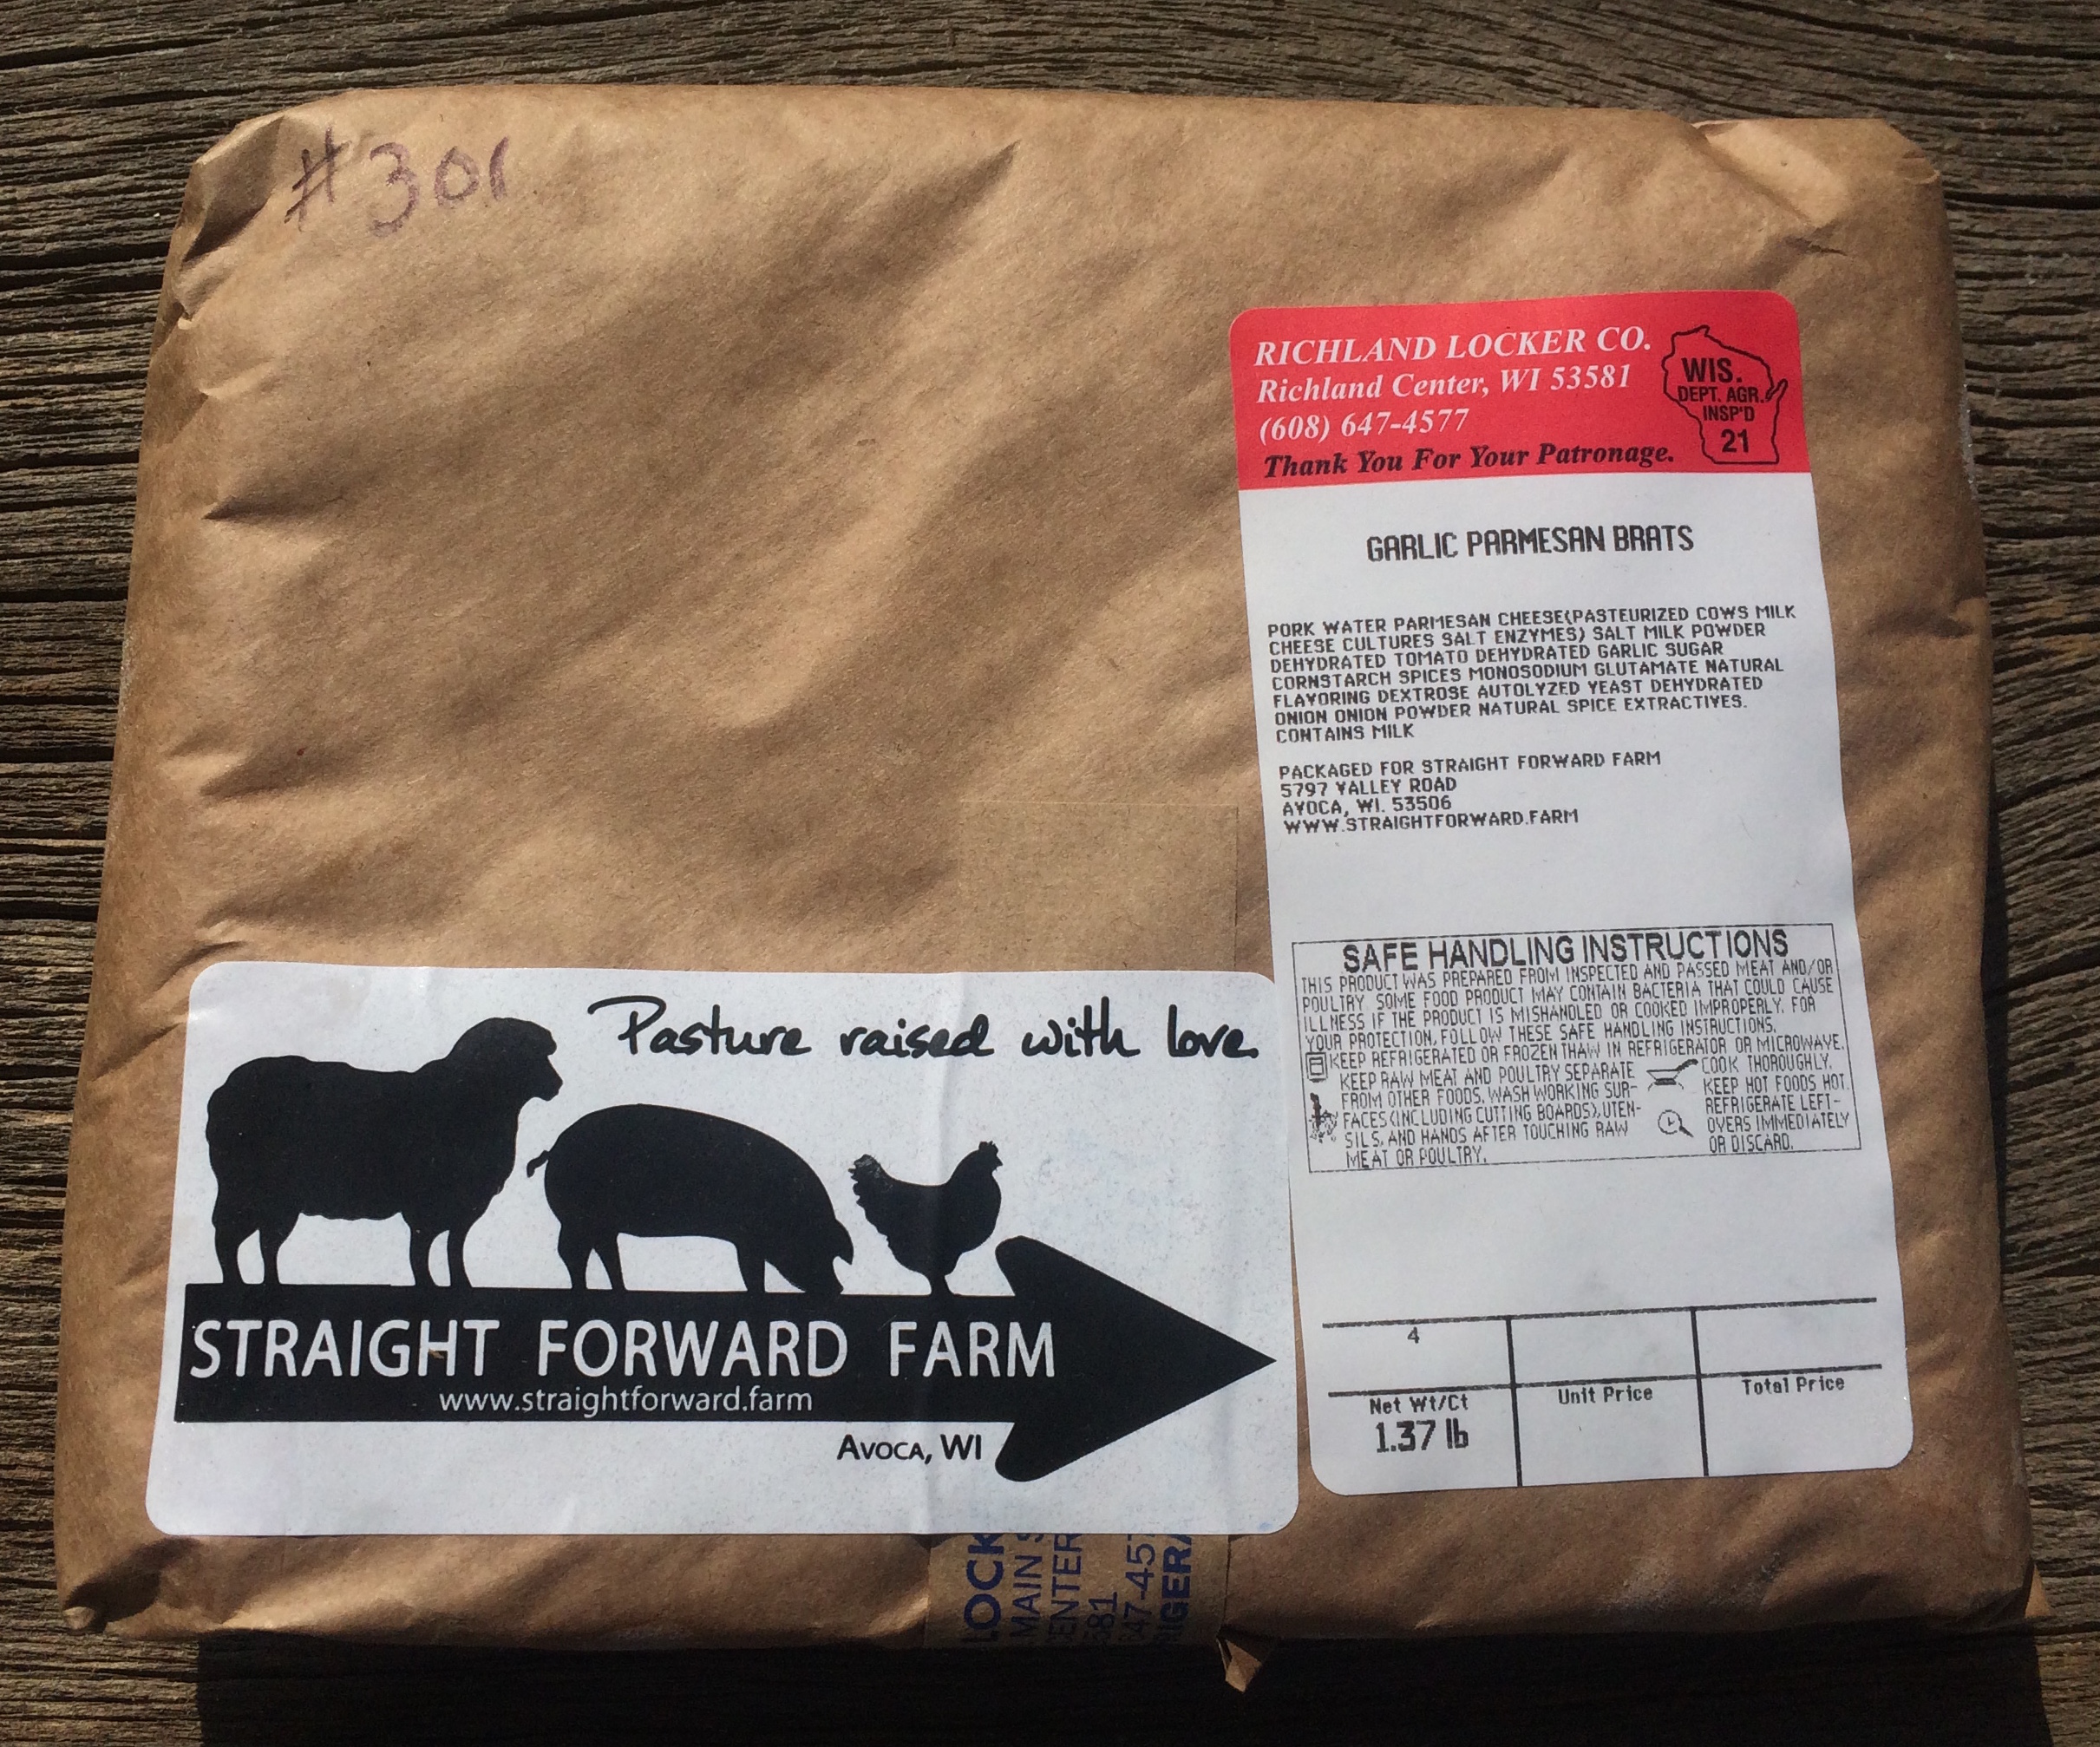 #301
RICHLAND LOCKER CO.
Richland Center, WI 53581
(608) 647-4577
Thank You For Your Patronage.
WIS.
DEPT. AGR.
INSP'D
21
GARLIC PARMESAN BRATS
PORK WATER PARMESAN CHEESE(PASTEURIZED COWS MILK
CHEESE CULTURES SALT ENZYMES) SALT MILK POWDER
DEHYDRATED TOMATO DEHYDRATED GARLIC SUGAR
CORNSTARCH SPICES MONOSODIUM GLUTAMATE NATURAL
FLAVORING DEXTROSE AUTOLYZED YEAST DEHYDRATED
ONION ONION POWDER NATURAL SPICE EXTRACTIVES.
CONTAINS MILK
PACKAGED FOR STRAIGHT FORWARD FARM
5797 VALLEY ROAD
AVOCA, WI. 53506
WWW.STRAIGHTFORWARD.FARM
SAFE HANDLING INSTRUCTIONS
THIS PRODUCT WAS PREPARED FROM INSPECTED AND PASSED MEAT AND/OR
POULTRY. SOME FOOD PRODUCT MAY CONTAIN BACTERIA THAT COULD CAUSE
ILLNESS IF THE PRODUCT IS MISHANDLED OR COOKED IMPROPERLY. FOR
YOUR PROTECTION, FOLLOW THESE SAFE HANDLING INSTRUCTIONS.
KEEP REFRIGERATED OR FROZEN THAW IN REFRIGERATOR OR MICROWAVE.
KEEP RAW MEAT AND POULTRY SEPARATE
FROM OTHER FOODS. WASH WORKING SUR-
FACES (INCLUDING CUTTING BOARDS), UTEN-
SILS, AND HANDS AFTER TOUCHING RAW
MEAT OR POULTRY.
COOK THOROUGHLY.
KEEP HOT FOODS HOT.
REFRIGERATE LEFT-
OVERS IMMEDIATELY
OR DISCARD.
4
Net Wt/Ct
1.37 lb
Unit Price
Total Price
Pasture raised with love.
STRAIGHT FORWARD FARM
www.straightforward.farm
AVOCA, WI
LOCK
MAIN S
ENTER
581
47-457
IGERA